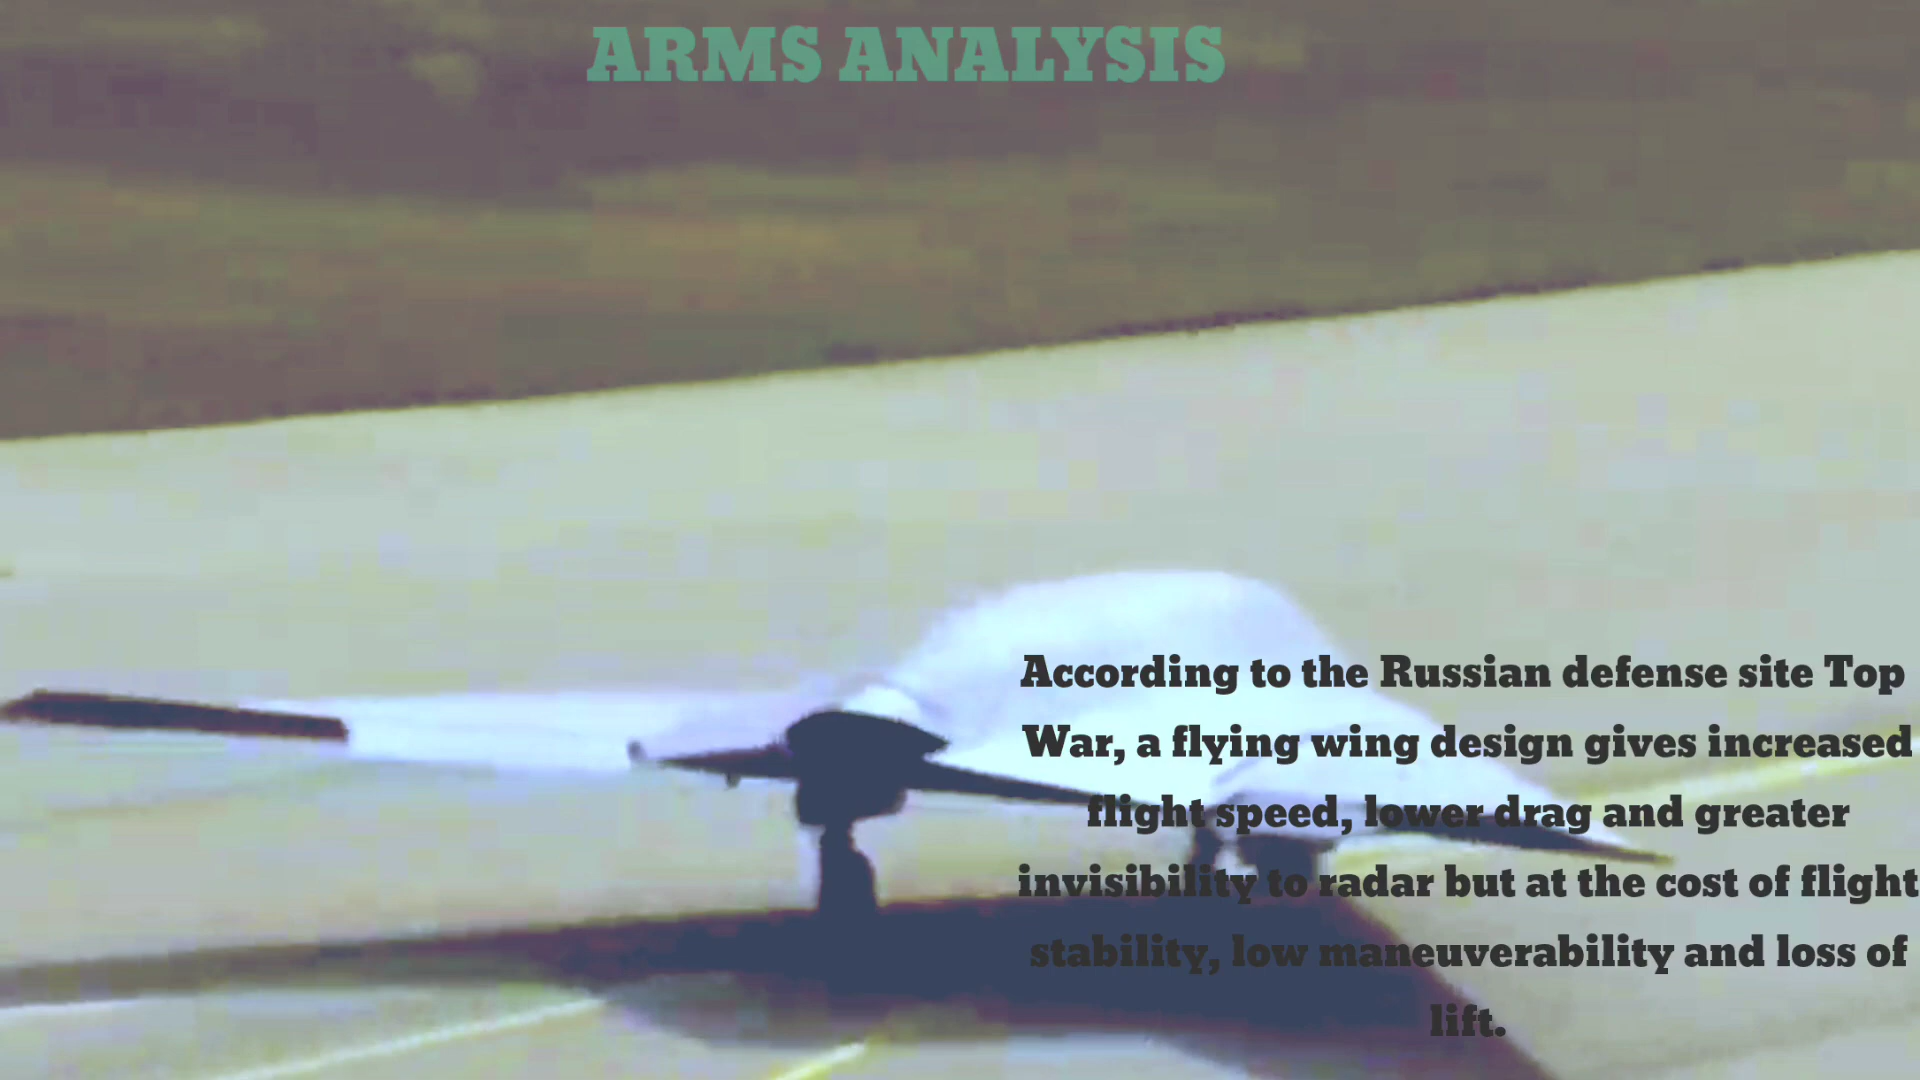 ARMS ANALYSIS
According to the Russian defense site Top
War, a flying wing design gives increased
flight speed, lower drag and greater
invisibility to radar but at the cost of flight
stability, low maneuverability and loss of
lift.